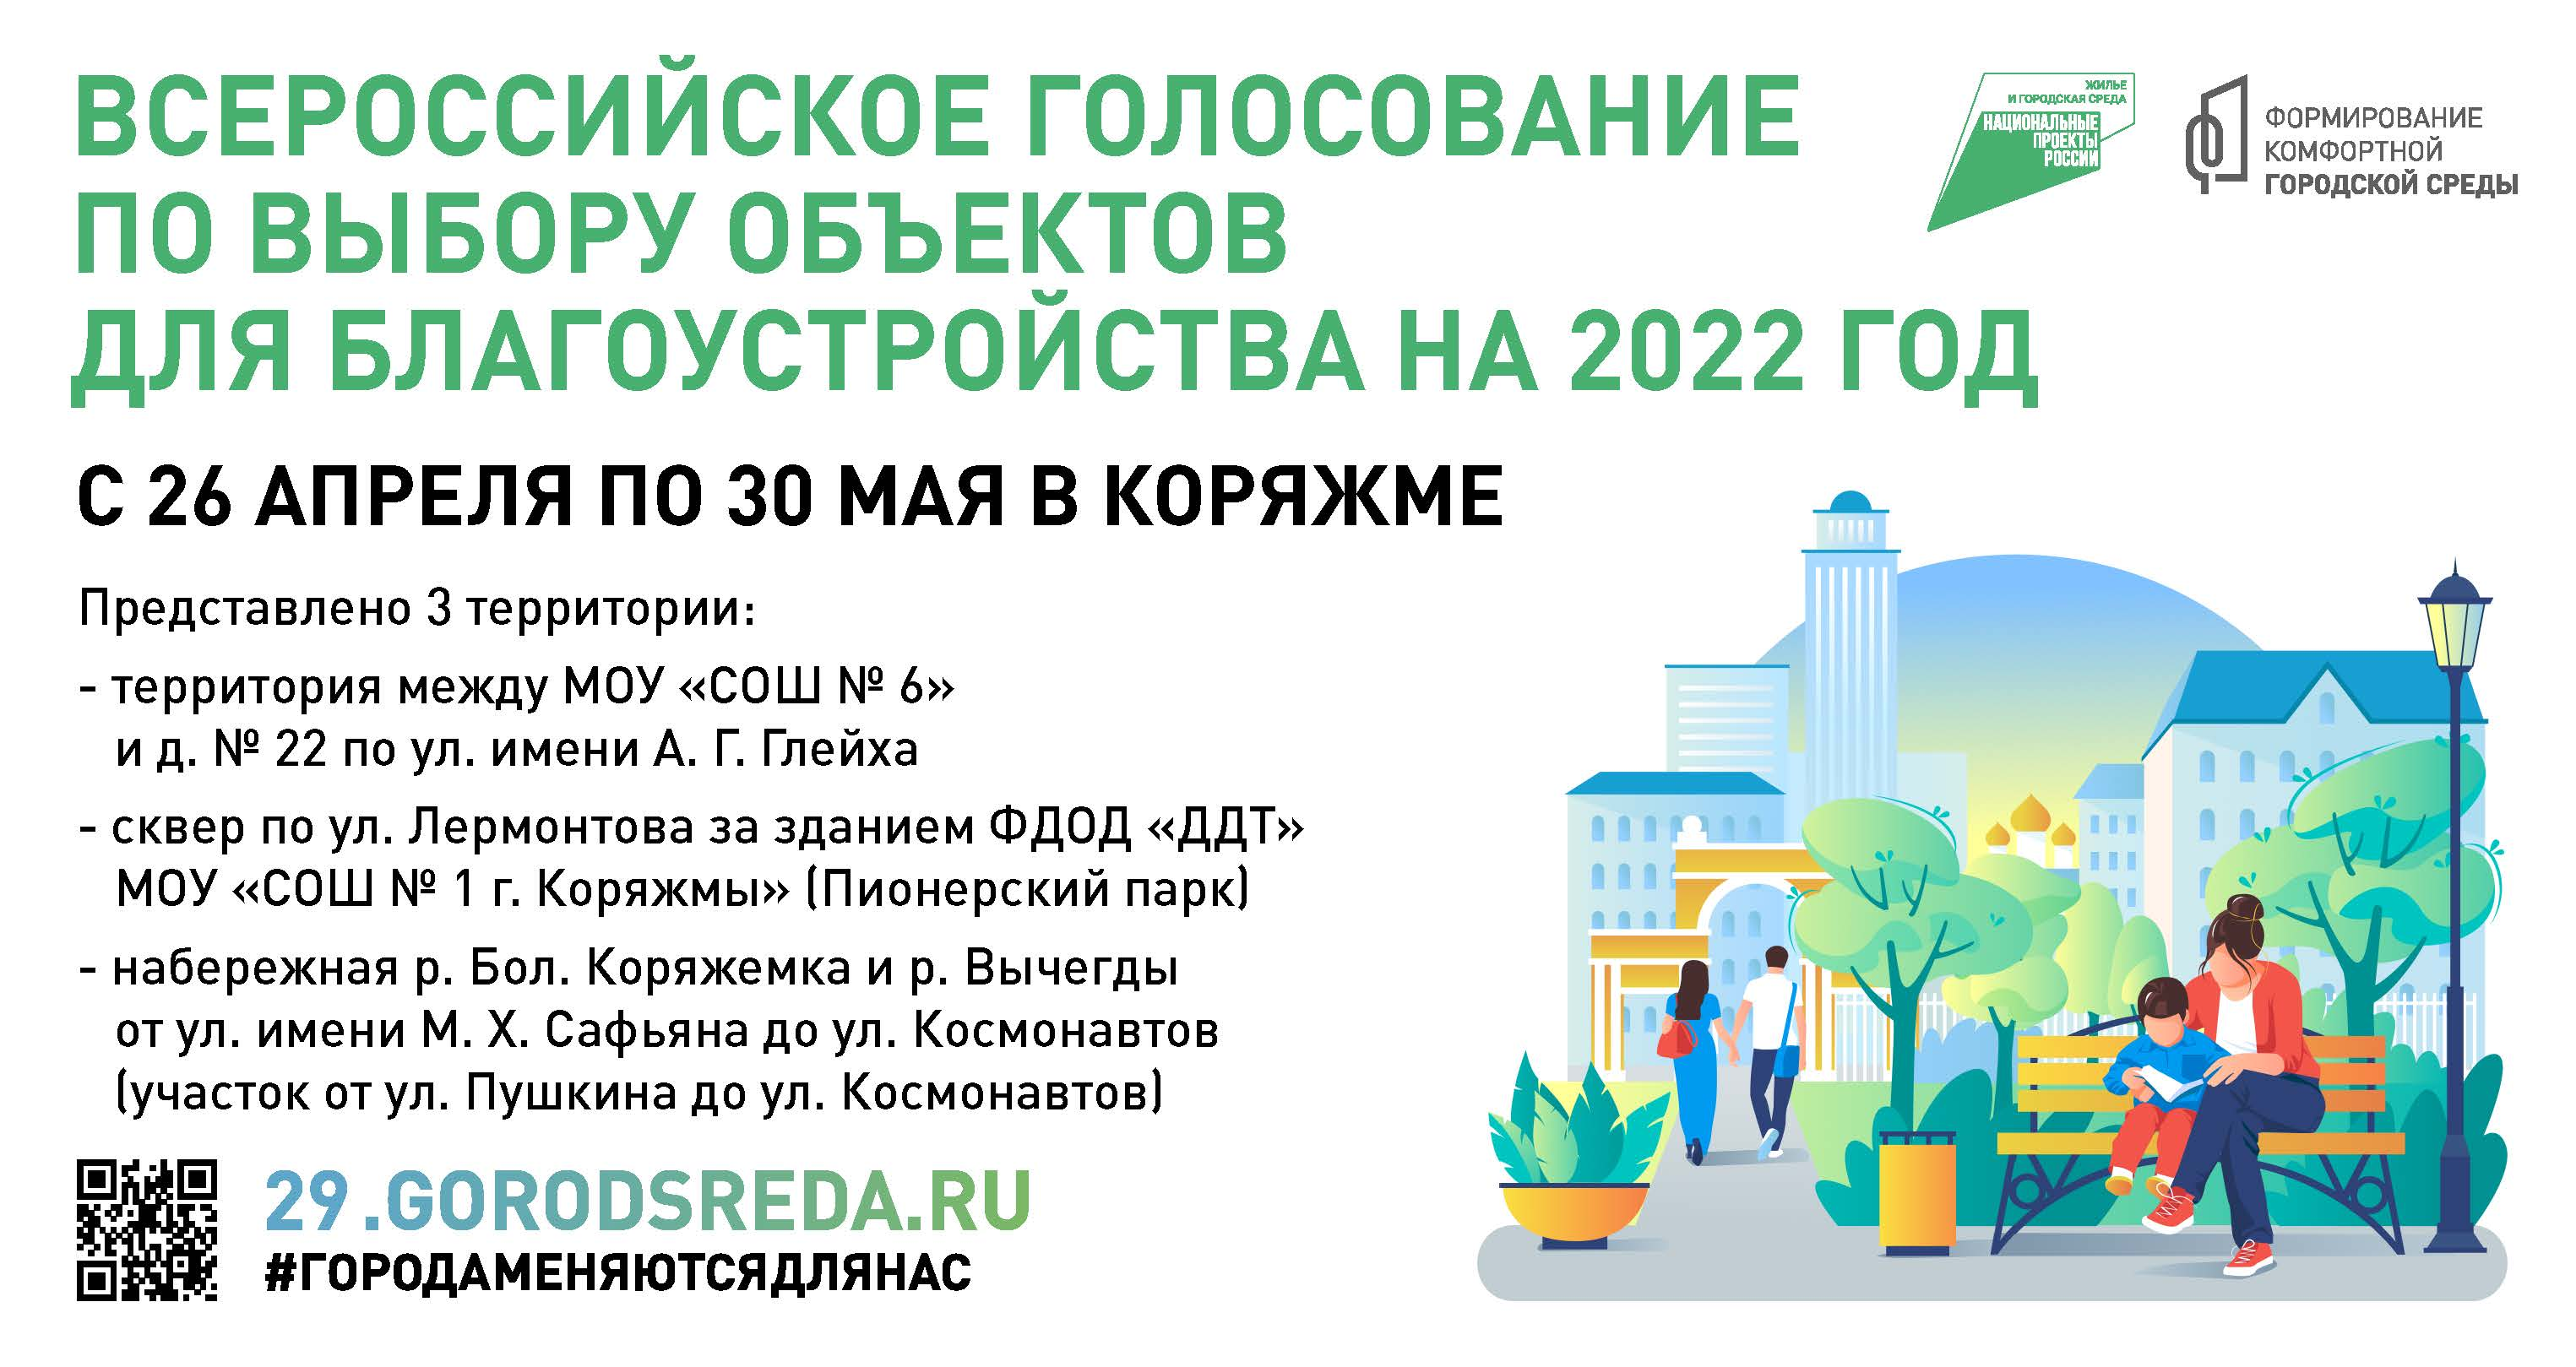 ВСЕРОССИЙСКОЕ ГОЛОСОВАНИЕ
ПО ВЫБОРУ ОБЪЕКТОВ
ДЛЯ БЛАГОУСТРОЙСТВА НА 2022 ГОД
ЖИЛЬЕ
И ГОРОДСКАЯ СРЕДА
НАЦИОНАЛЬНЫЕ
ПРОЕКТЫ
РОССИИ
ФОРМИРОВАНИЕ
КОМФОРТНОЙ
ГОРОДСКОЙ СРЕДЫ
С 26 АПРЕЛЯ ПО 30 МАЯ В КОРЯЖМЕ
Представлено 3 территории:
- территория между МОУ «СОШ № 6»
и д. № 22 по ул. имени А. Г. Глейха
- сквер по ул. Лермонтова за зданием ФДОД «ДДТ»
МОУ «СОШ № 1 г. Коряжмы» (Пионерский парк)
- набережная р. Бол. Коряжемка и р. Вычегды
от ул. имени М. Х. Сафьяна до ул. Космонавтов
(участок от ул. Пушкина до ул. Космонавтов)
29.GORODSREDA.RU
#ГОРОДАМЕНЯЮТСЯДЛЯНАС